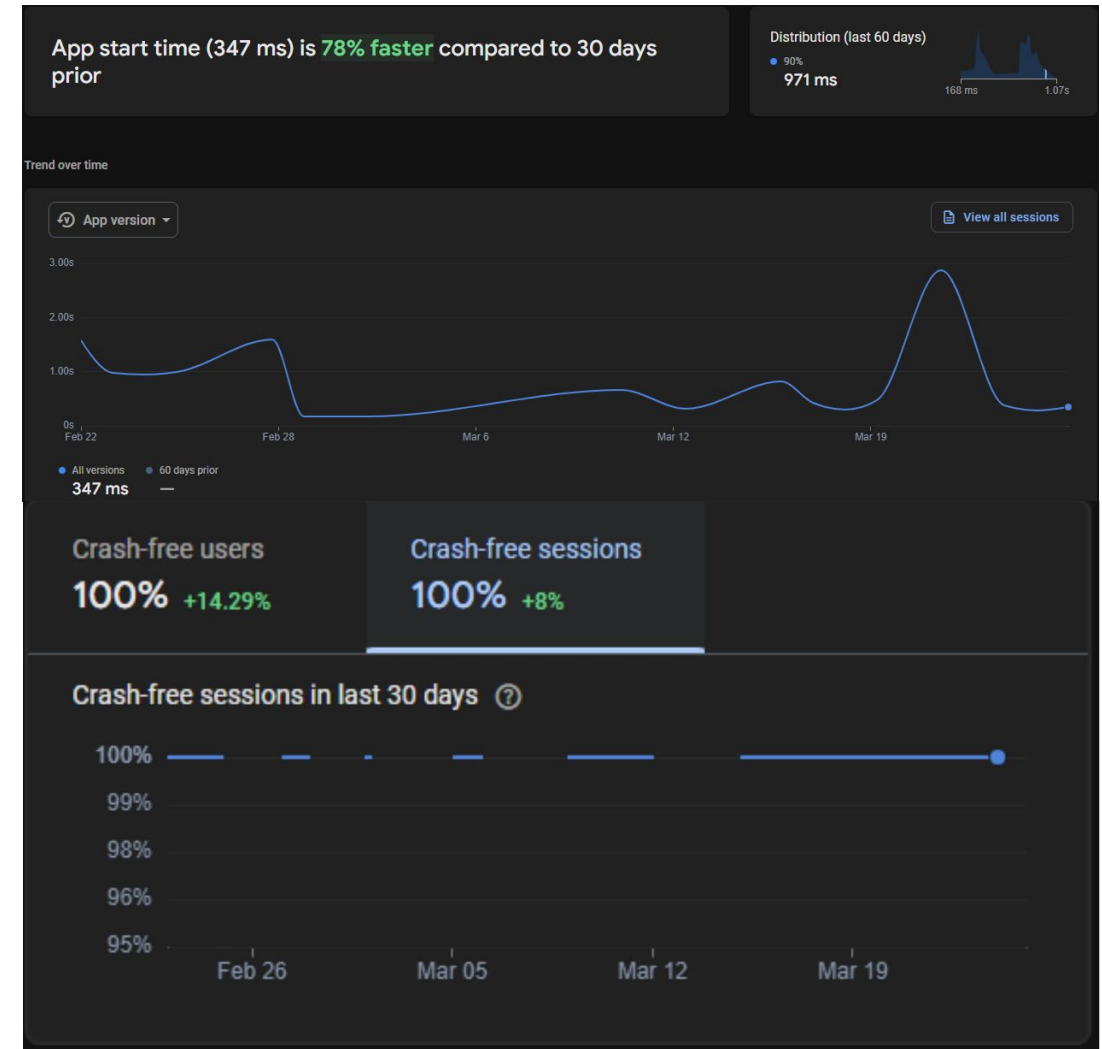 App start time (347 ms) is 78% faster compared to 30 days
prior
Distribution (last 60 days)
90%
971 ms
168 ms
1.07s
Trend over time
App version
View all sessions
3.00s
2.00s
1.00s
0s
Feb 22
Feb 28
Mar 6
Mar 12
Mar 19
All versions
60 days prior
347 ms
—
Crash-free users
100% +14.29%
Crash-free sessions
100% +8%
Crash-free sessions in last 30 days ?
100%
99%
98%
96%
95%
Feb 26
Mar 05
Mar 12
Mar 19